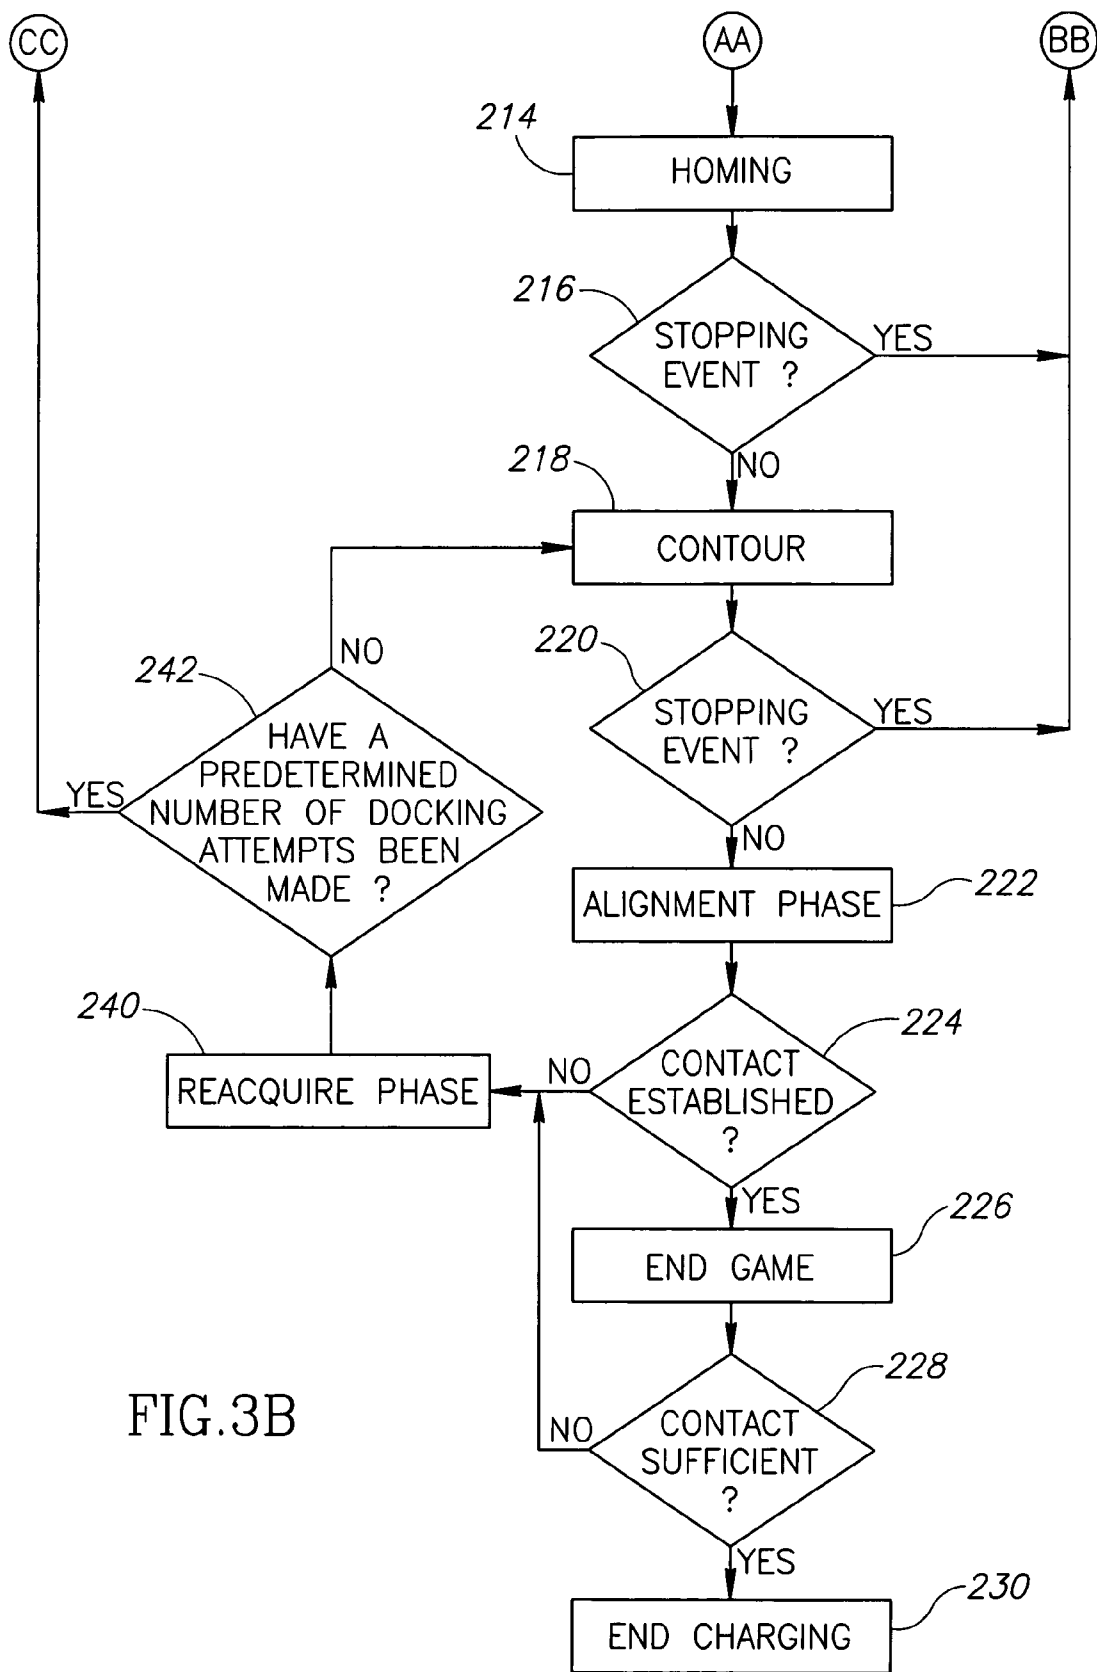 CC
AA
BB
214
HOMING
216
STOPPING
EVENT ?
YES
NO
218
CONTOUR
220
STOPPING
EVENT ?
YES
NO
242
NO
HAVE A
PREDETERMINED
NUMBER OF DOCKING
ATTEMPTS BEEN
MADE ?
YES
ALIGNMENT PHASE
222
240
REACQUIRE PHASE
NO
224
CONTACT
ESTABLISHED
?
YES
226
END GAME
228
CONTACT
SUFFICIENT
?
NO
YES
230
END CHARGING
FIG.3B